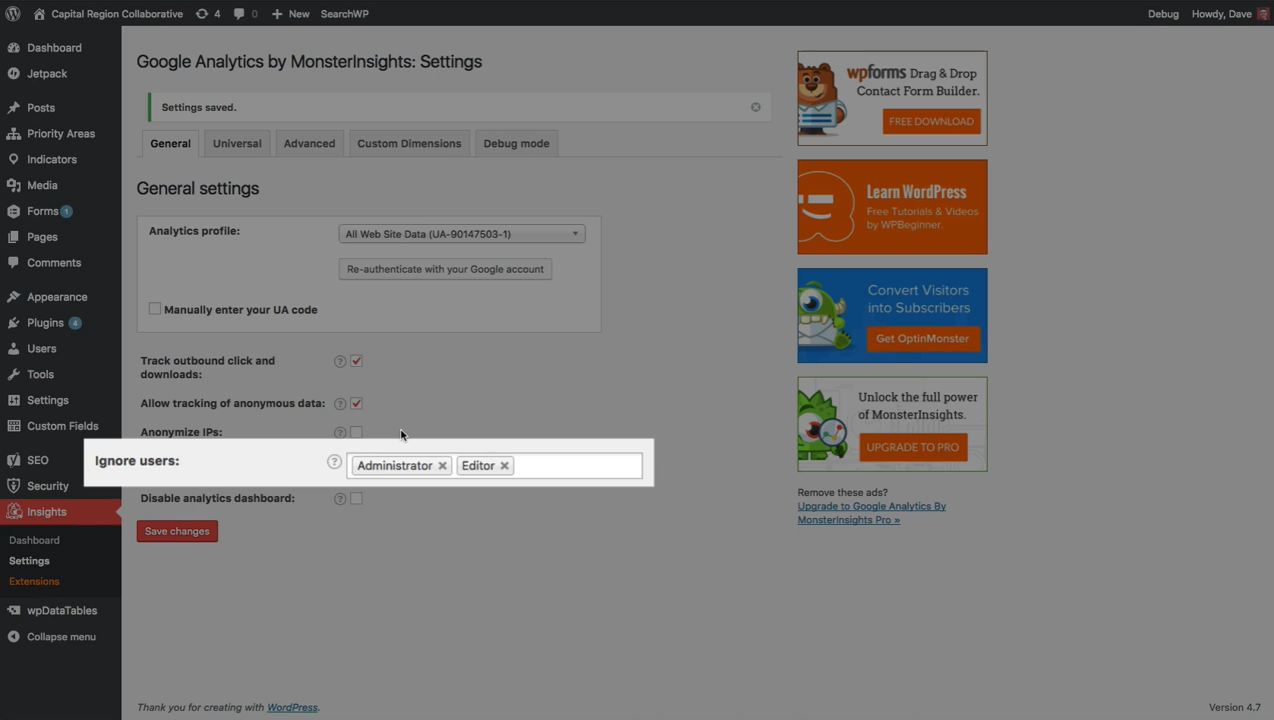 Capital Region Collaborative 4 0 New SearchWP Debug Howdy, Dave
Dashboard
Jetpack
Posts
Priority Areas
Indicators
Media
Forms 1
Pages
Comments
Appearance
Plugins 4
Users
Tools
Settings
Custom Fields
SEO
Security
Insights
Dashboard
Settings
Extensions
wpDataTables
Collapse menu
Google Analytics by MonsterInsights: Settings
Settings saved.
General Universal Advanced Custom Dimensions Debug mode
General settings
Analytics profile: All Web Site Data (UA-90147503-1)
Re-authenticate with your Google account
Manually enter your UA code
Track outbound click and
downloads: ?
Allow tracking of anonymous data: ?
Anonymize IPs: ?
Ignore users: ? Administrator × Editor ×
Disable analytics dashboard: ?
Save changes
wpforms Drag & Drop
Contact Form Builder.
FREE DOWNLOAD
Learn WordPress
Free Tutorials & Videos
by WPBeginner.
Convert Visitors
into Subscribers
Get OptinMonster
Unlock the full power
of MonsterInsights.
UPGRADE TO PRO
Remove these ads?
Upgrade to Google Analytics By
MonsterInsights Pro »
Thank you for creating with WordPress.
Version 4.7